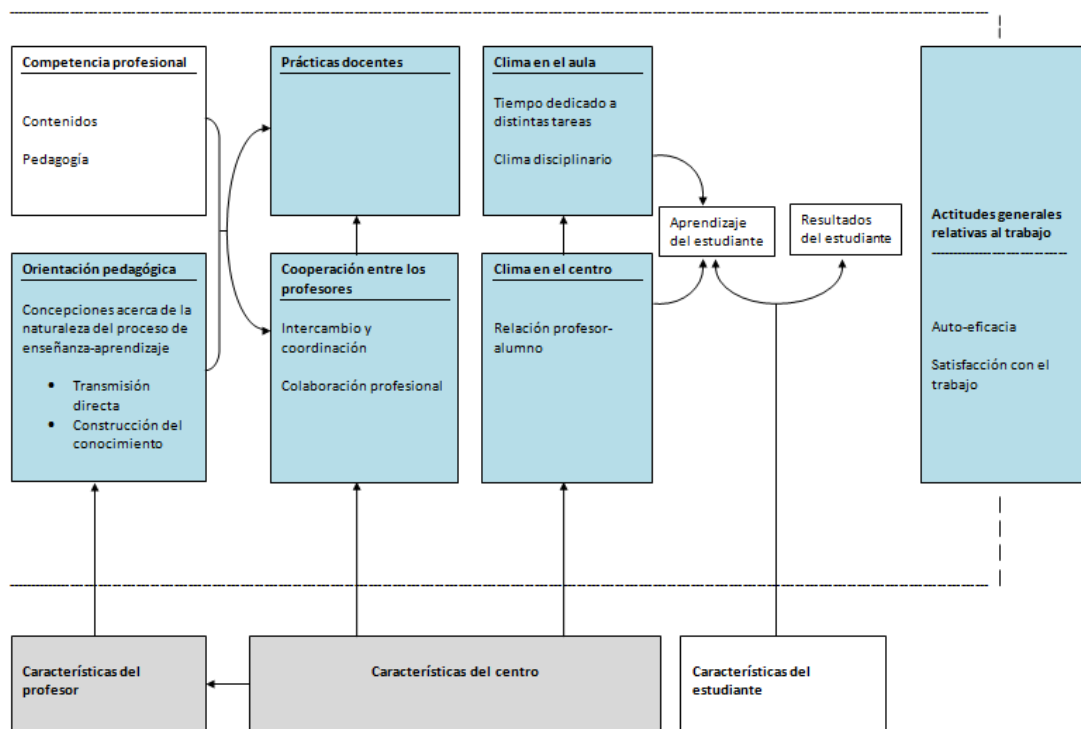 Competencia profesional
Contenidos
Pedagogía
Prácticas docentes
Clima en el aula
Tiempo dedicado a
distintas tareas
Clima disciplinario
Aprendizaje
del estudiante
Resultados
del estudiante
Actitudes generales
relativas al trabajo
Auto-eficacia
Satisfacción con el
trabajo
Orientación pedagógica
Concepciones acerca de la
naturaleza del proceso de
enseñanza-aprendizaje
• Transmisión
directa
• Construcción del
conocimiento
Cooperación entre los
profesores
Intercambio y
coordinación
Colaboración profesional
Clima en el centro
Relación profesor-
alumno
Características del
profesor
Características del centro
Características del
estudiante